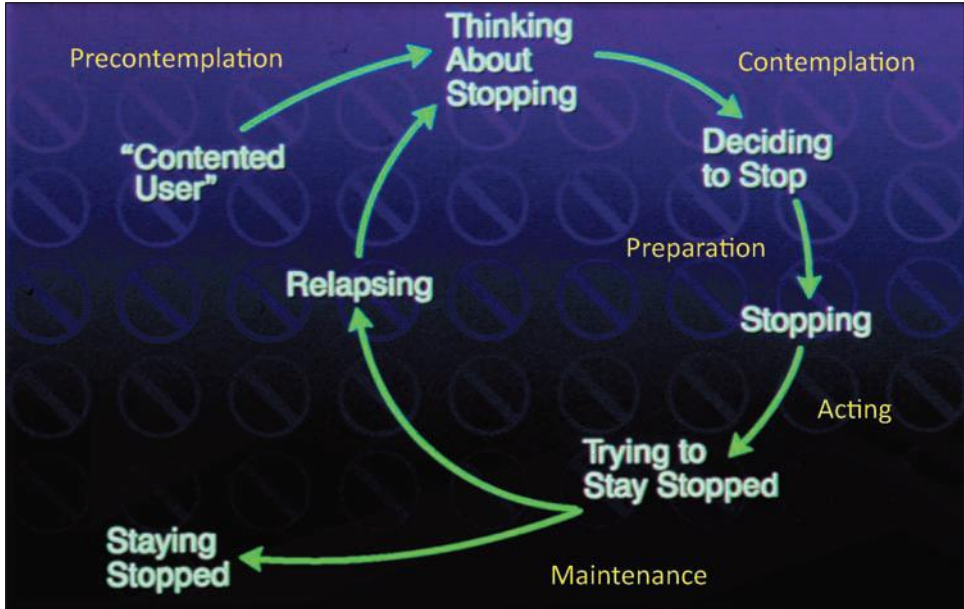 Precontemplation
Thinking
About
Stopping
Contemplation
"Contented
User"
Deciding
to Stop
Preparation
Relapsing
Stopping
Acting
Trying to
Stay Stopped
Staying
Stopped
Maintenance